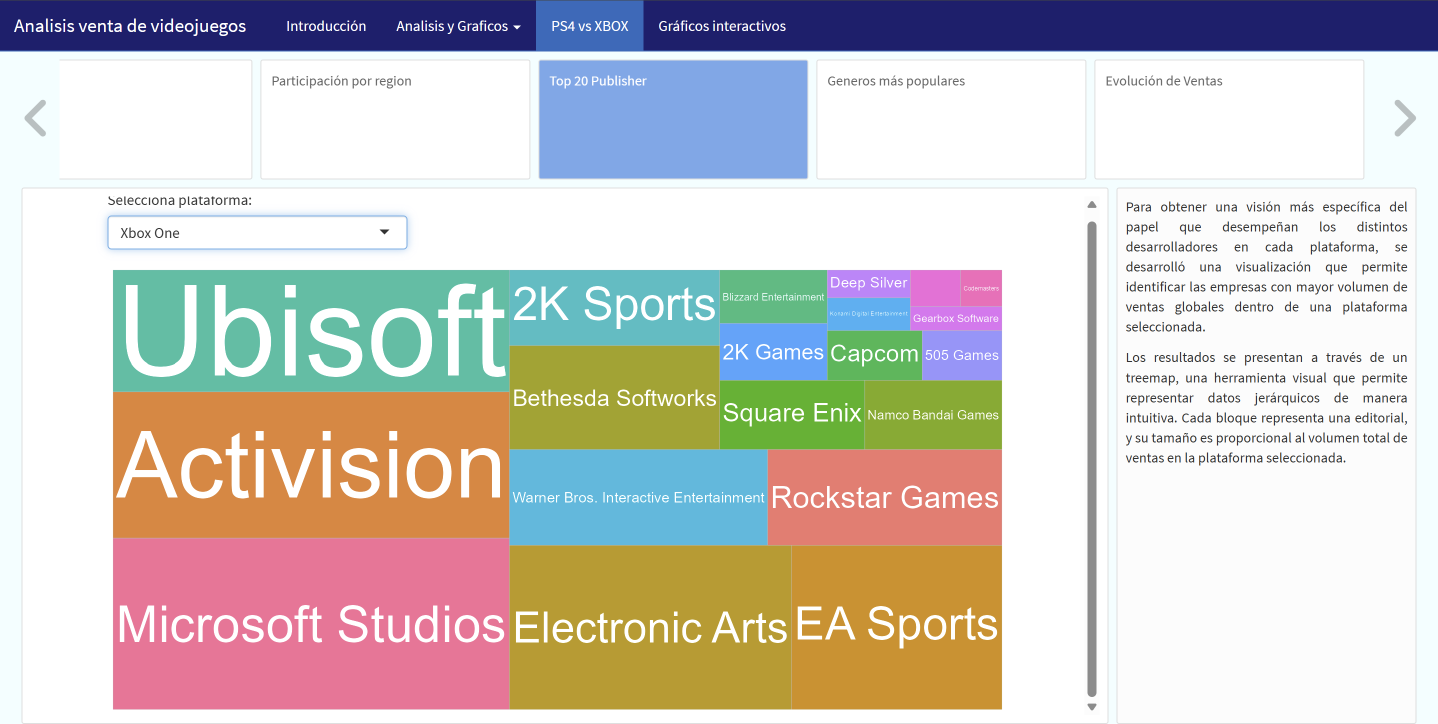 Analisis venta de videojuegos
Introducción
Analisis y Graficos
PS4 vs XBOX
Gráficos interactivos
Participación por region
Top 20 Publisher
Generos más populares
Evolución de Ventas
Selecciona plataforma:
Xbox One
Ubisoft
Activision
Microsoft Studios
2K Sports
Bethesda Softworks
Warner Bros. Interactive Entertainment
Rockstar Games
Electronic Arts
EA Sports
Blizzard Entertainment
2K Games
Square Enix
Namco Bandai Games
Deep Silver
Konami Digital Entertainment
Capcom
505 Games
Gearbox Software
Codemasters
Para obtener una visión más específica del
papel que desempeñan los distintos
desarrolladores en cada plataforma, se
desarrolló una visualización que permite
identificar las empresas con mayor volumen de
ventas globales dentro de una plataforma
seleccionada.
Los resultados se presentan a través de un
treemap, una herramienta visual que permite
representar datos jerárquicos de manera
intuitiva. Cada bloque representa una editorial,
y su tamaño es proporcional al volumen total de
ventas en la plataforma seleccionada.